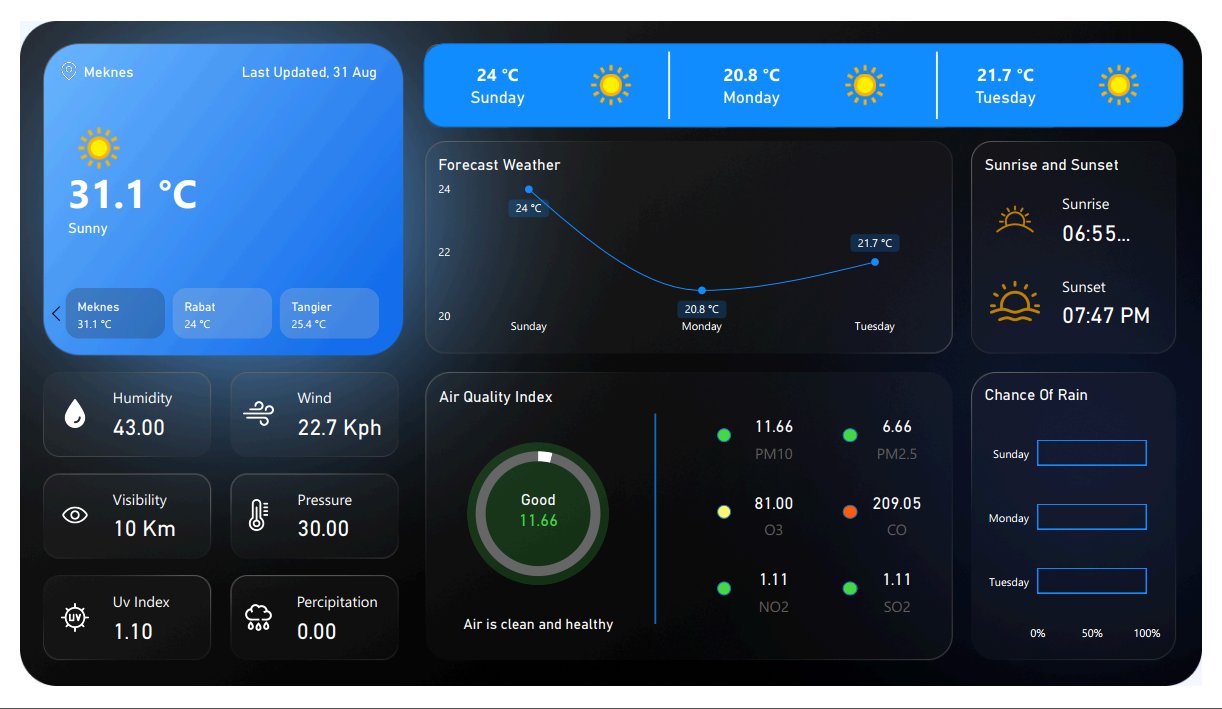 Meknes
Last Updated, 31 Aug
31.1 °C
Sunny
Meknes
31.1 °C
Rabat
24 °C
Tangier
25.4 °C
24 °C
Sunday
20.8 °C
Monday
21.7 °C
Tuesday
Forecast Weather
24
22
20
24 °C
20.8 °C
21.7 °C
Sunday
Monday
Tuesday
Sunrise and Sunset
Sunrise
06:55...
Sunset
07:47 PM
Humidity
43.00
Wind
22.7 Kph
Visibility
10 Km
Pressure
30.00
Uv Index
1.10
UV
Percipitation
0.00
Air Quality Index
Good
11.66
Air is clean and healthy
11.66
PM10
6.66
PM2.5
81.00
O3
209.05
CO
1.11
NO2
1.11
SO2
Chance Of Rain
Sunday
Monday
Tuesday
0%
50%
100%